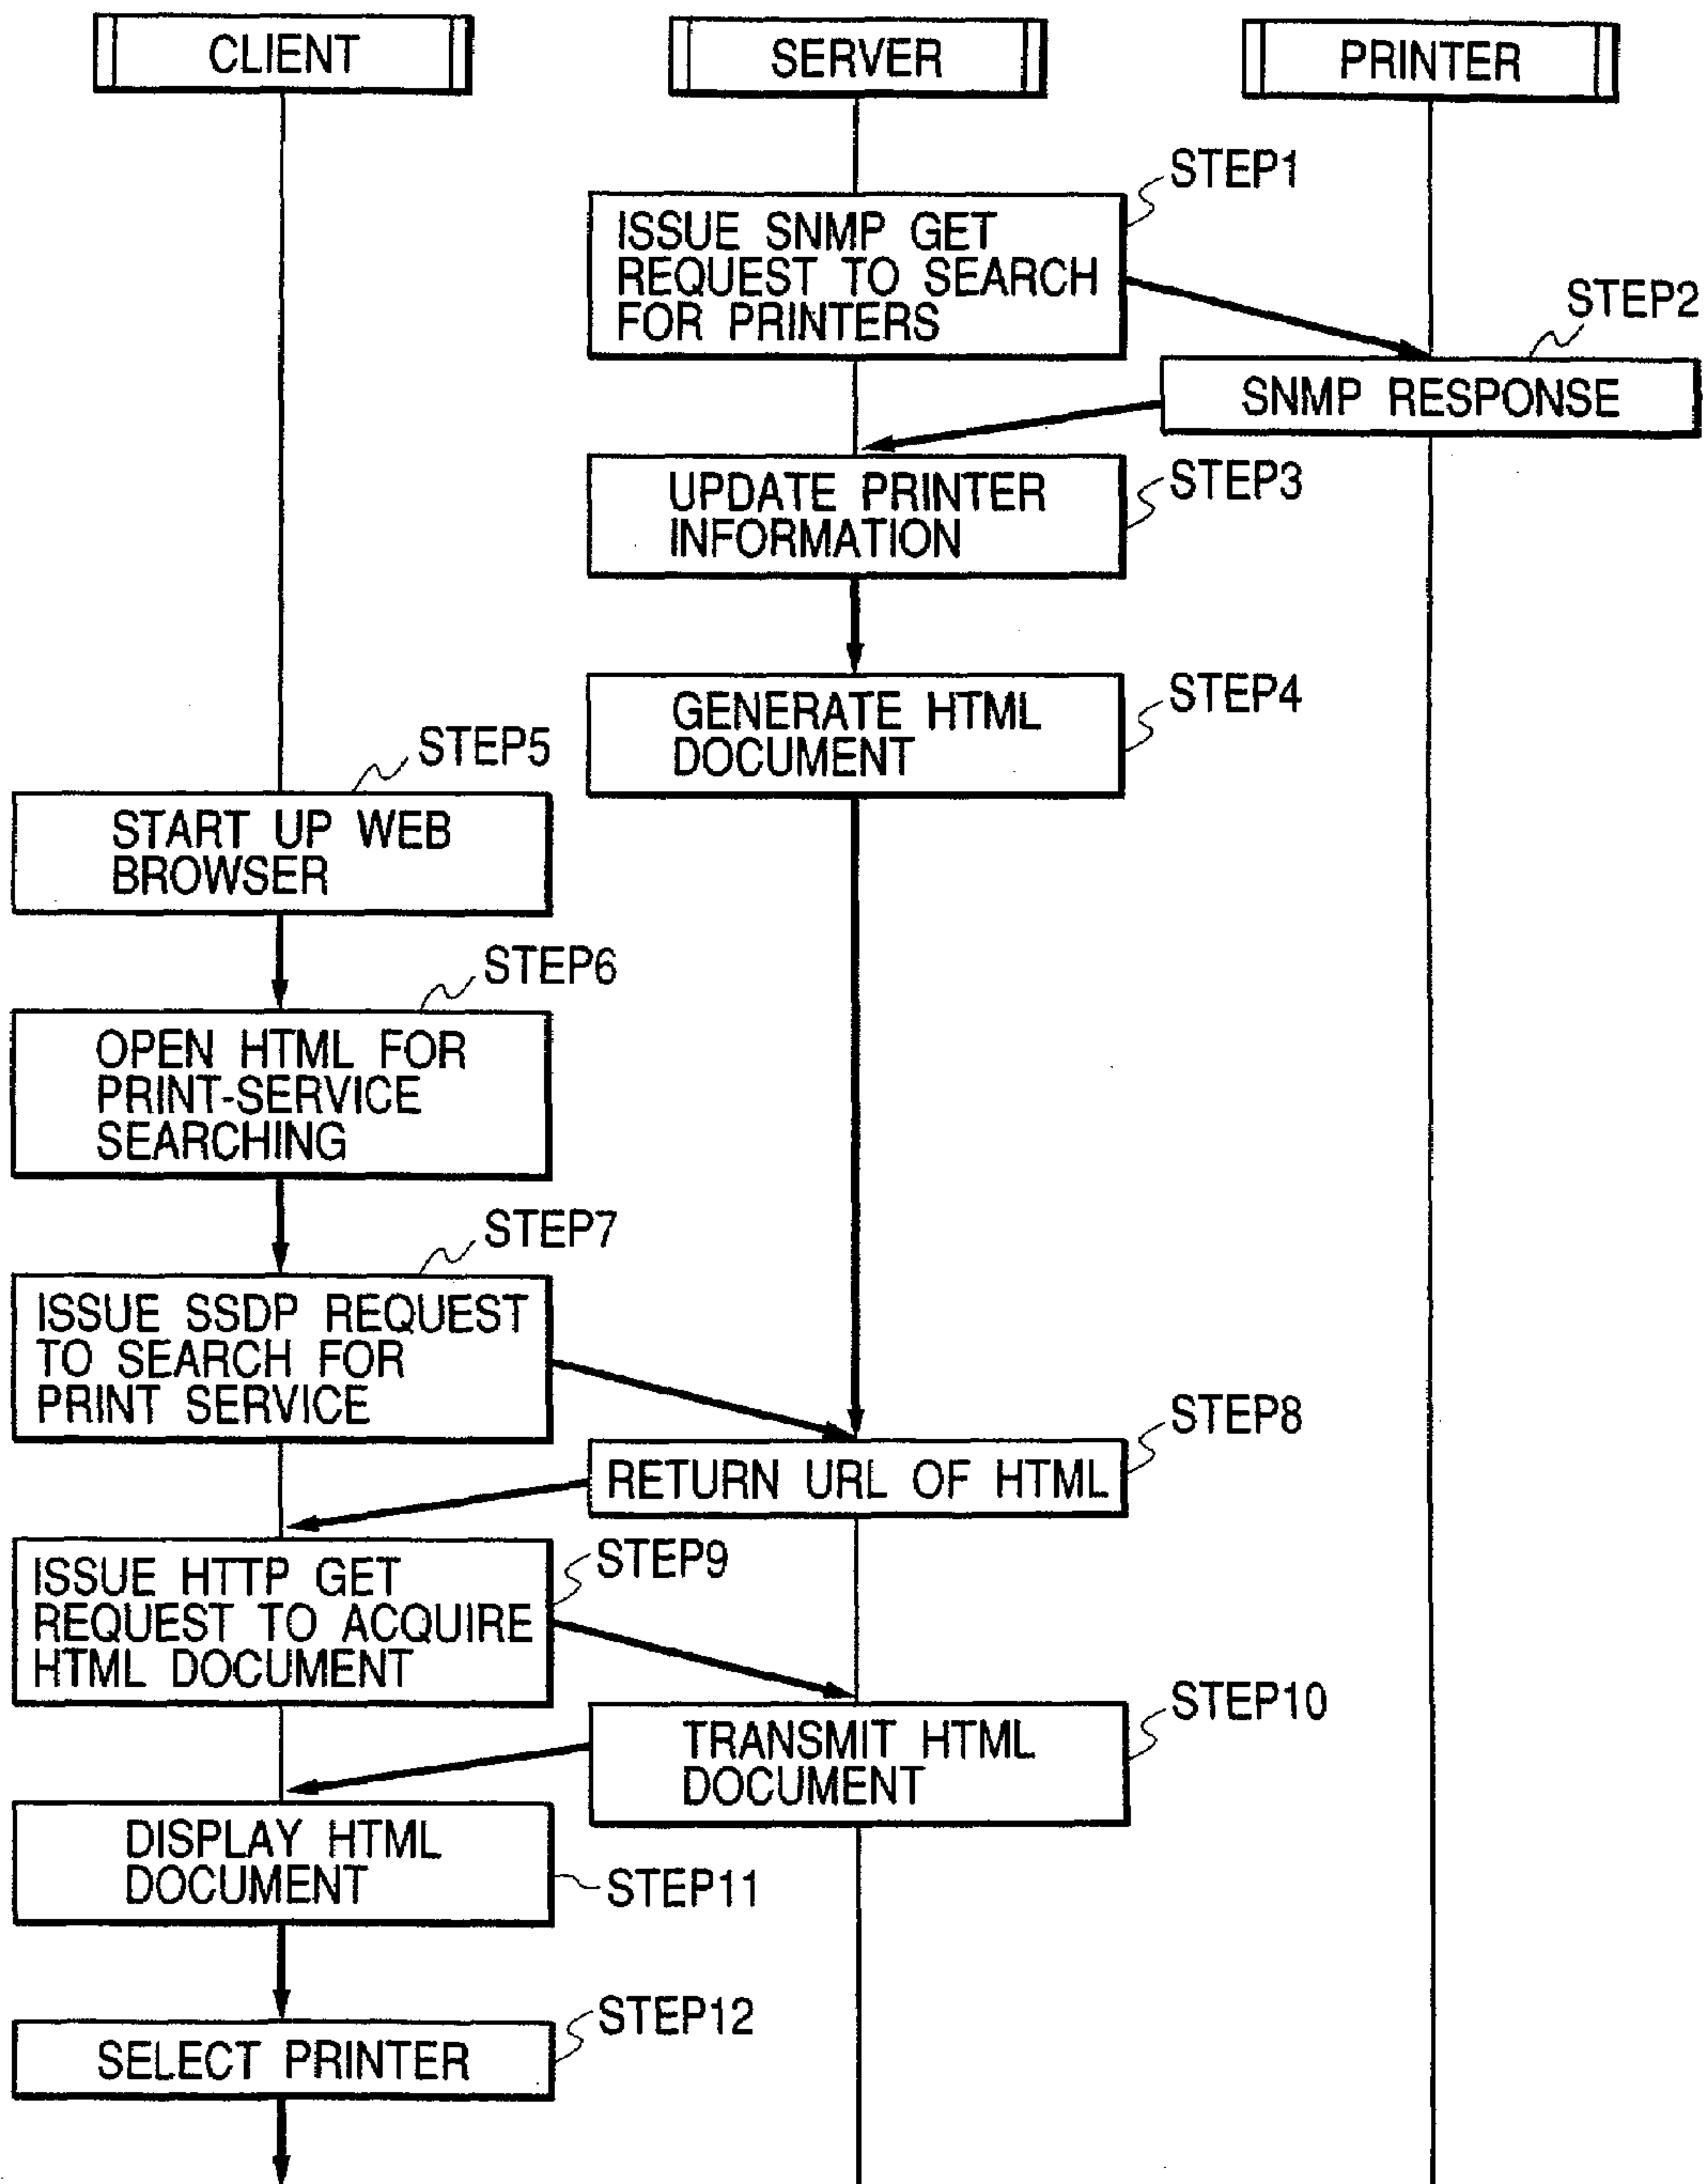 CLIENT
SERVER
PRINTER
STEP1
ISSUE SNMP GET
REQUEST TO SEARCH
FOR PRINTERS
STEP2
SNMP RESPONSE
STEP3
UPDATE PRINTER
INFORMATION
STEP4
GENERATE HTML
DOCUMENT
STEP5
START UP WEB
BROWSER
STEP6
OPEN HTML FOR
PRINT-SERVICE
SEARCHING
STEP7
ISSUE SSDP REQUEST
TO SEARCH FOR
PRINT SERVICE
STEP8
RETURN URL OF HTML
STEP9
ISSUE HTTP GET
REQUEST TO ACQUIRE
HTML DOCUMENT
STEP10
TRANSMIT HTML
DOCUMENT
DISPLAY HTML
DOCUMENT
STEP11
STEP12
SELECT PRINTER